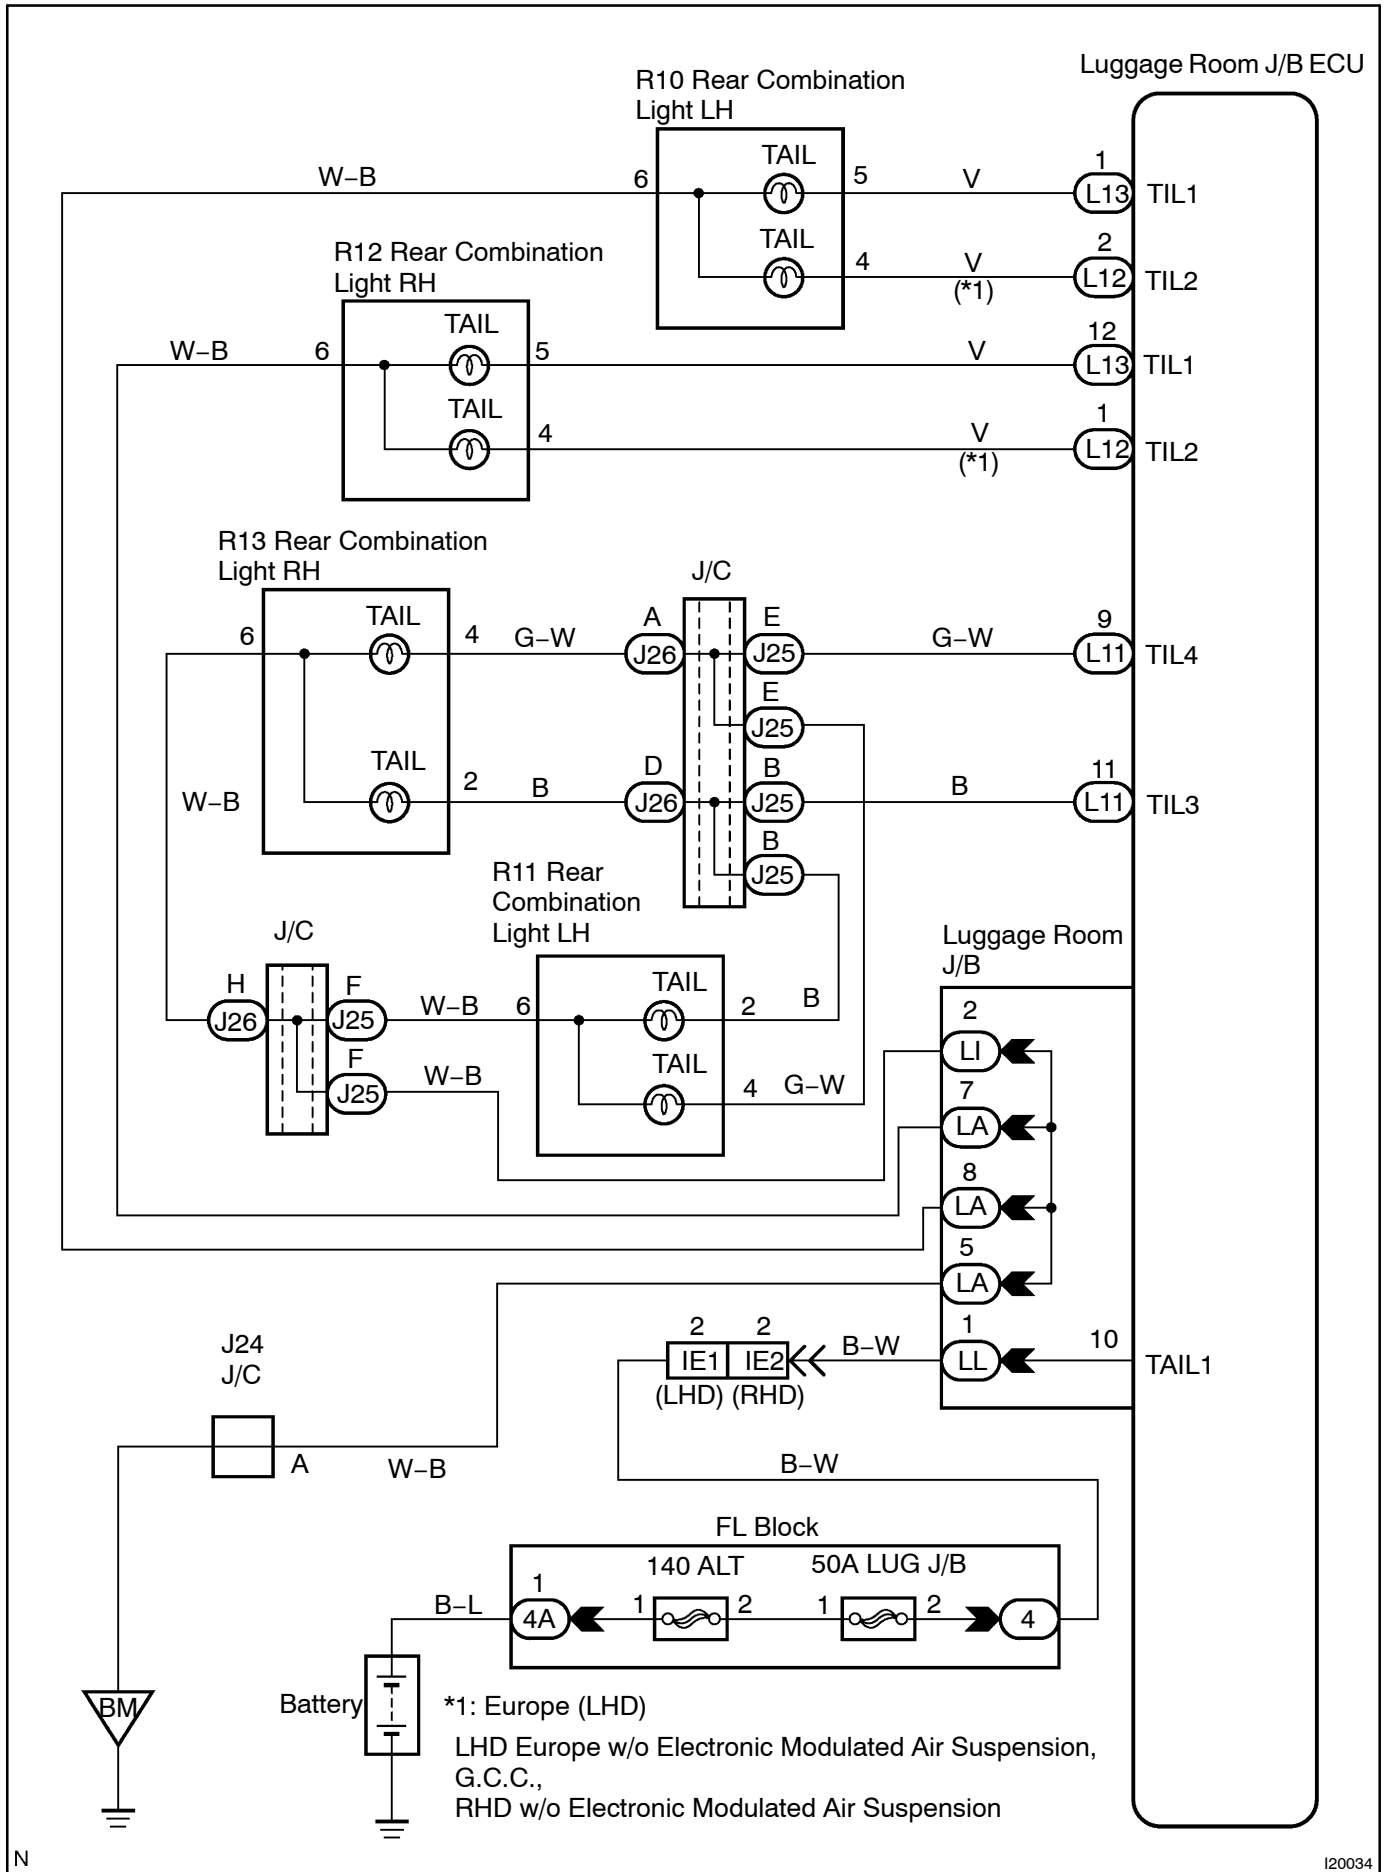 Luggage Room J/B ECU
R10 Rear Combination
Light LH
TAIL
W–B
6
5
V
1
L13
TIL1
TAIL
4
V
(*1)
2
L12
TIL2
R12 Rear Combination
Light RH
TAIL
W–B
6
5
V
12
L13
TIL1
TAIL
4
V
(*1)
1
L12
TIL2
R13 Rear Combination
Light RH
J/C
TAIL
6
4
G–W
A
J26
E
J25
G–W
9
L11
TIL4
E
J25
TAIL
W–B
2
B
D
J26
B
J25
B
11
L11
TIL3
B
J25
R11 Rear
Combination
Light LH
J/C
Luggage Room
J/B
H
J26
F
J25
W–B
6
TAIL
2
B
F
J25
W–B
TAIL
4
G–W
2
LI
7
LA
8
LA
5
LA
J24
J/C
2
2
IE1
IE2
(LHD)
(RHD)
B–W
1
LL
10
TAIL1
A
W–B
B–W
FL Block
140 ALT
50A LUG J/B
B–L
1
4A
1
2
1
2
4
BM
Battery
*1: Europe (LHD)
LHD Europe w/o Electronic Modulated Air Suspension,
G.C.C.,
RHD w/o Electronic Modulated Air Suspension
N
I20034